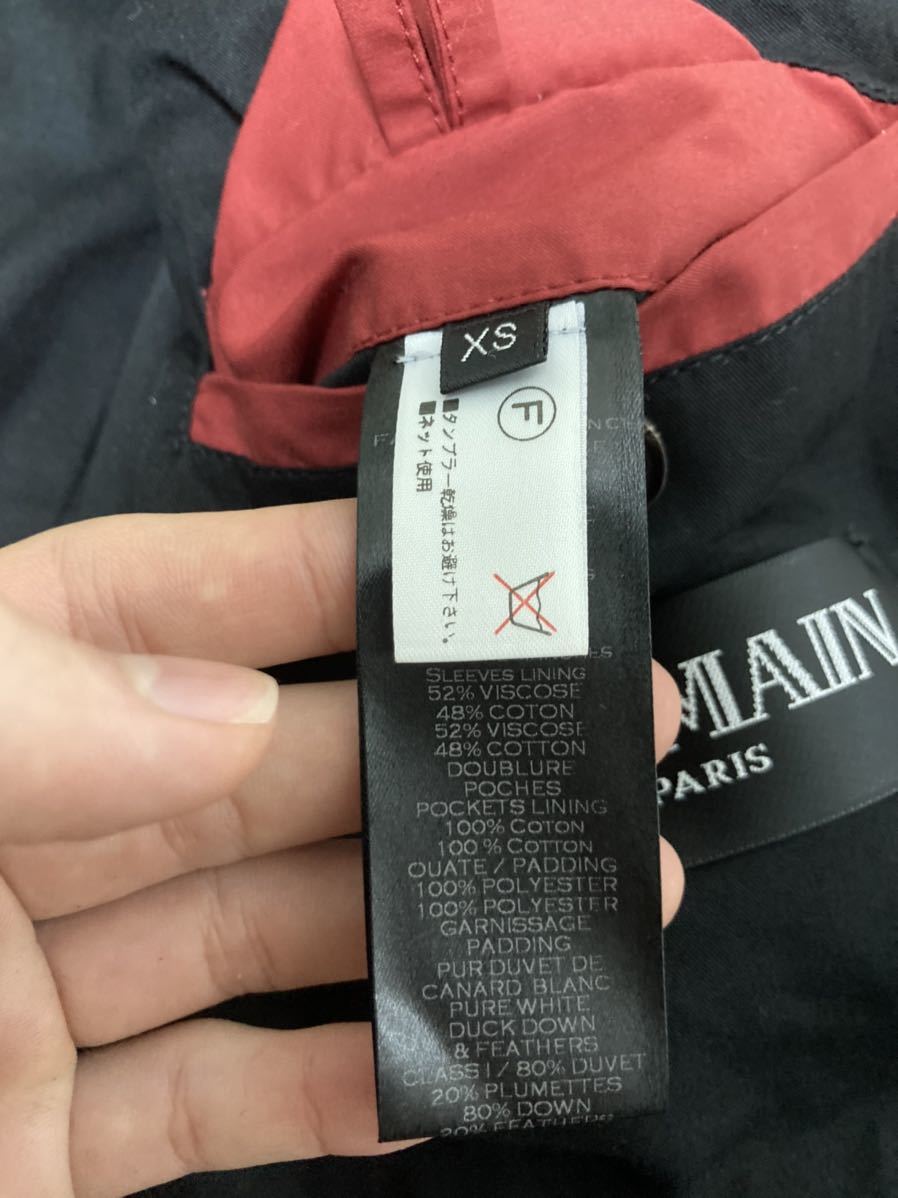 XS
F
■タンブラー乾燥はお避け下さい。
■ネット使用
SLEEVES LINING
52% VISCOSE
48% COTON
52% VISCOSE
48% COTTON
DOUBLURE
POCHES
POCKETS LINING
100% COTON
100% COTTON
OUATE / PADDING
100% POLYESTER
100% POLYESTER
GARNISSAGE
PADDING
PUR DUVET DE
CANARD BLANC
PURE WHITE
DUCK DOWN
& FEATHERS
CLASS I / 80% DUVET
20% PLUMETTES
80% DOWN
20% FEATHERS
MAIN
PARIS